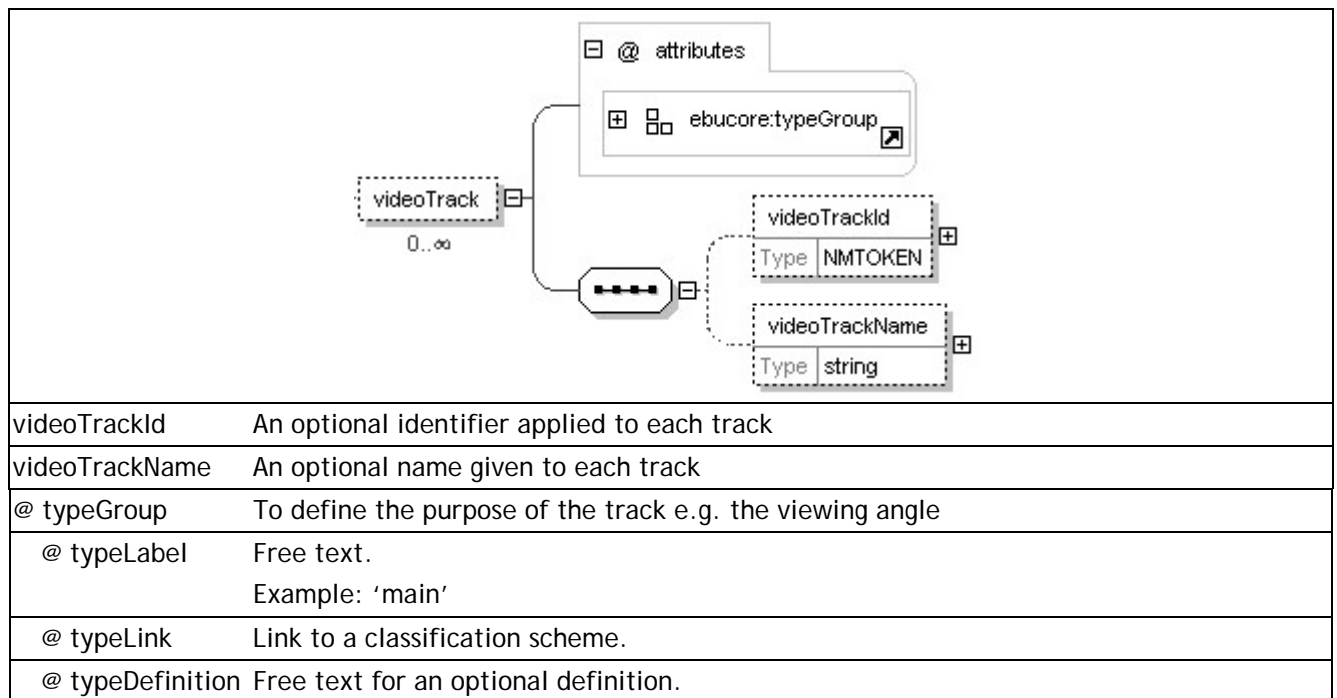 @ attributes
ebucore:typeGroup
videoTrack
0..∞
videoTrackId
Type NMTOKEN
videoTrackName
Type string
videoTrackId An optional identifier applied to each track
videoTrackName An optional name given to each track
@ typeGroup To define the purpose of the track e.g. the viewing angle
@ typeLabel Free text.
Example: ‘main’
@ typeLink Link to a classification scheme.
@ typeDefinition Free text for an optional definition.